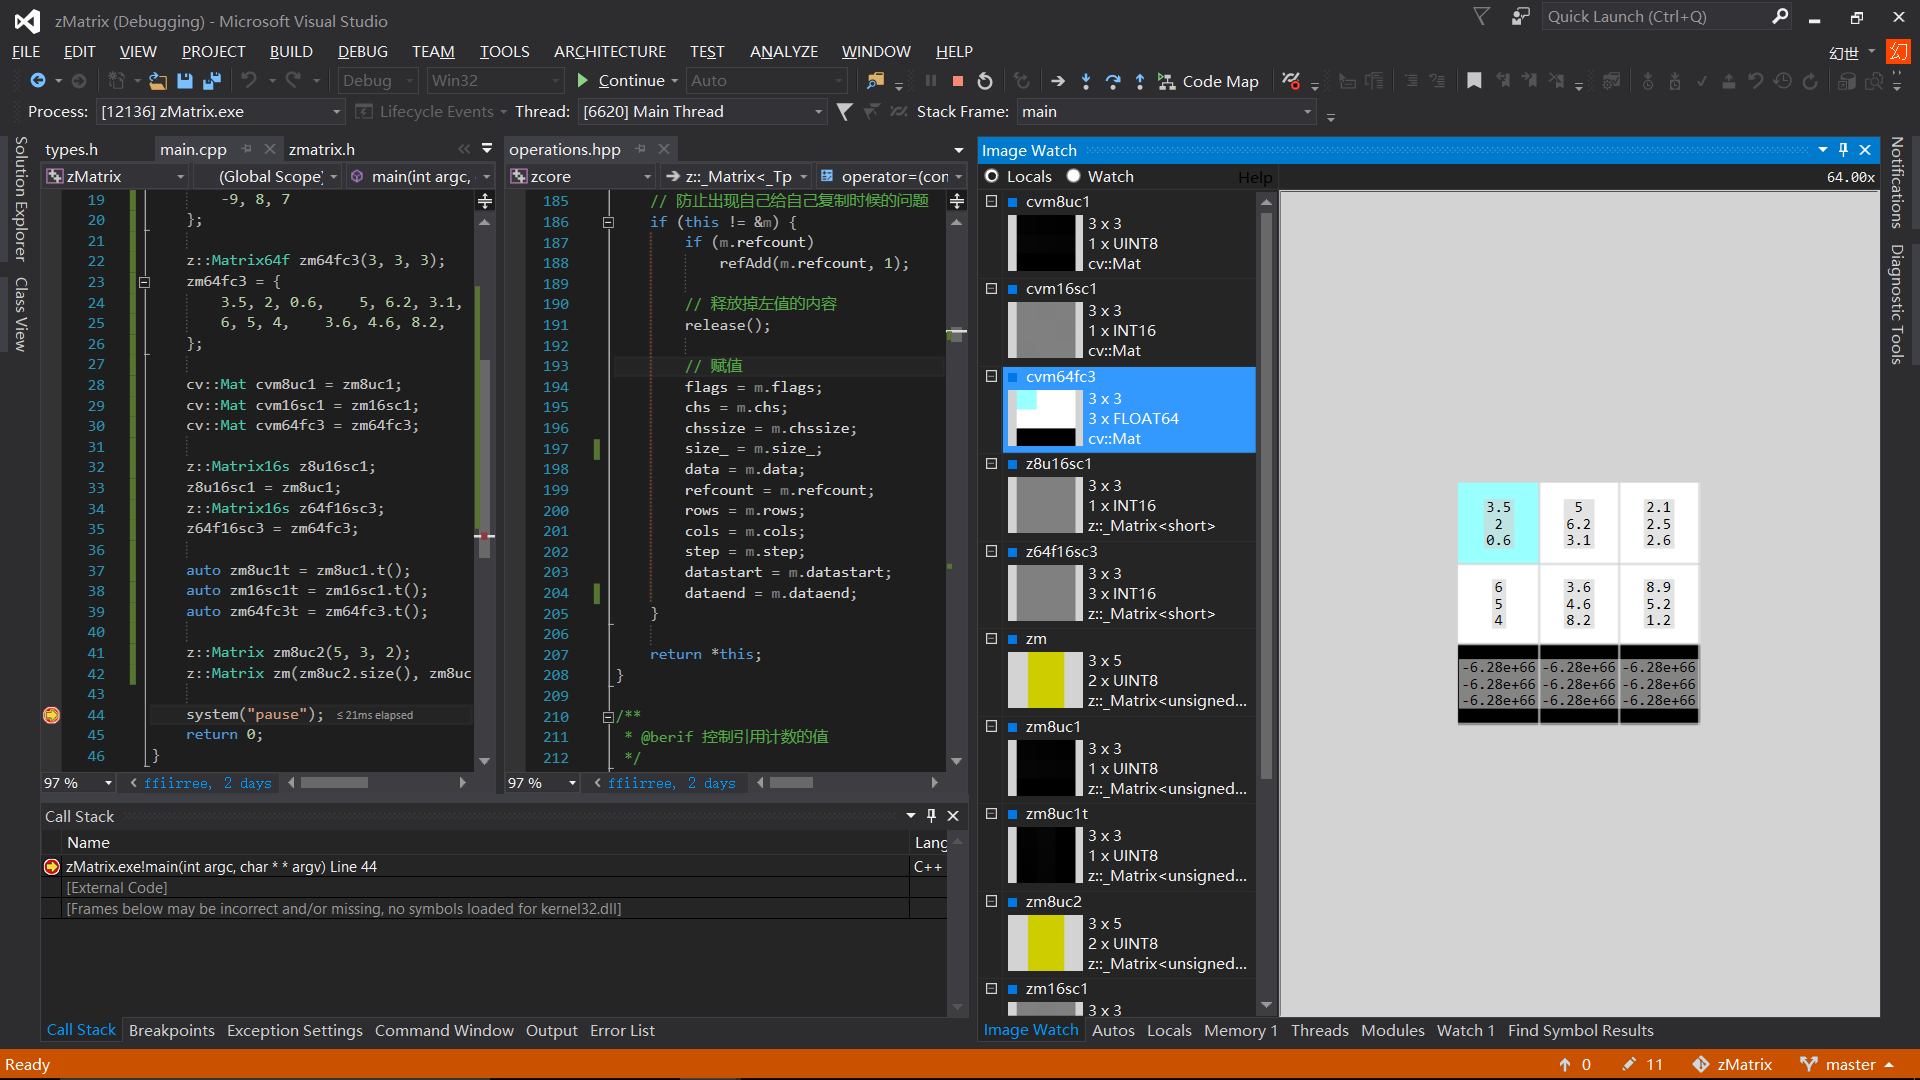 zMatrix (Debugging) - Microsoft Visual Studio
Quick Launch (Ctrl+Q)
FILE EDIT VIEW PROJECT BUILD DEBUG TEAM TOOLS ARCHITECTURE TEST ANALYZE WINDOW HELP
幻世 幻
Debug Win32 Continue Auto Code Map
Process: [12136] zMatrix.exe Lifecycle Events Thread: [6620] Main Thread Stack Frame: main
Solution Explorer
Class View
types.h main.cpp zmatrix.h
zMatrix (Global Scope) main(int argc,
19 -9, 8, 7
20 };
21
22 z::Matrix64f zm64fc3(3, 3, 3);
23 zm64fc3 = {
24 3.5, 2, 0.6, 5, 6.2, 3.1,
25 6, 5, 4, 3.6, 4.6, 8.2,
26 };
27
28 cv::Mat cvm8uc1 = zm8uc1;
29 cv::Mat cvm16sc1 = zm16sc1;
30 cv::Mat cvm64fc3 = zm64fc3;
31
32 z::Matrix16s z8u16sc1;
33 z8u16sc1 = zm8uc1;
34 z::Matrix16s z64f16sc3;
35 z64f16sc3 = zm64fc3;
36
37 auto zm8uc1t = zm8uc1.t();
38 auto zm16sc1t = zm16sc1.t();
39 auto zm64fc3t = zm64fc3.t();
40
41 z::Matrix zm8uc2(5, 3, 2);
42 z::Matrix zm(zm8uc2.size(), zm8uc
43
44 system("pause"); ≤ 21ms elapsed
45 return 0;
46 }
97 % ffiirree, 2 days
operations.hpp
zcore z::_Matrix<_Tp operator=(con
185 // 防止出现自己给自己复制时候的问题
186 if (this != &m) {
187 if (m.refcount)
188 refAdd(m.refcount, 1);
189
190 // 释放掉左值的内容
191 release();
192
193 // 赋值
194 flags = m.flags;
195 chs = m.chs;
196 chssize = m.chssize;
197 size_ = m.size_;
198 data = m.data;
199 refcount = m.refcount;
200 rows = m.rows;
201 cols = m.cols;
202 step = m.step;
203 datastart = m.datastart;
204 dataend = m.dataend;
205 }
206
207 return *this;
208 }
209
210 /**
211 * @berif 控制引用计数的值
212 */
97 % ffiirree, 2 days
Call Stack
Name Lang
zMatrix.exe!main(int argc, char * * argv) Line 44 C++
[External Code]
[Frames below may be incorrect and/or missing, no symbols loaded for kernel32.dll]
Call Stack Breakpoints Exception Settings Command Window Output Error List
Image Watch
Locals Watch Help 64.00x
cvm8uc1
3 x 3
1 x UINT8
cv::Mat
cvm16sc1
3 x 3
1 x INT16
cv::Mat
cvm64fc3
3 x 3
3 x FLOAT64
cv::Mat
z8u16sc1
3 x 3
1 x INT16
z::_Matrix<short>
z64f16sc3
3 x 3
3 x INT16
z::_Matrix<short>
zm
3 x 5
2 x UINT8
z::_Matrix<unsigned...
zm8uc1
3 x 3
1 x UINT8
z::_Matrix<unsigned...
zm8uc1t
3 x 3
1 x UINT8
z::_Matrix<unsigned...
zm8uc2
3 x 5
2 x UINT8
z::_Matrix<unsigned...
zm16sc1
3 x 3
3.5 5 2.1
2 6.2 2.5
0.6 3.1 2.6
6 3.6 8.9
5 4.6 5.2
4 8.2 1.2
-6.28e+66 -6.28e+66 -6.28e+66
-6.28e+66 -6.28e+66 -6.28e+66
-6.28e+66 -6.28e+66 -6.28e+66
Image Watch Autos Locals Memory 1 Threads Modules Watch 1 Find Symbol Results
Notifications
Diagnostic Tools
Ready 0 11 zMatrix master